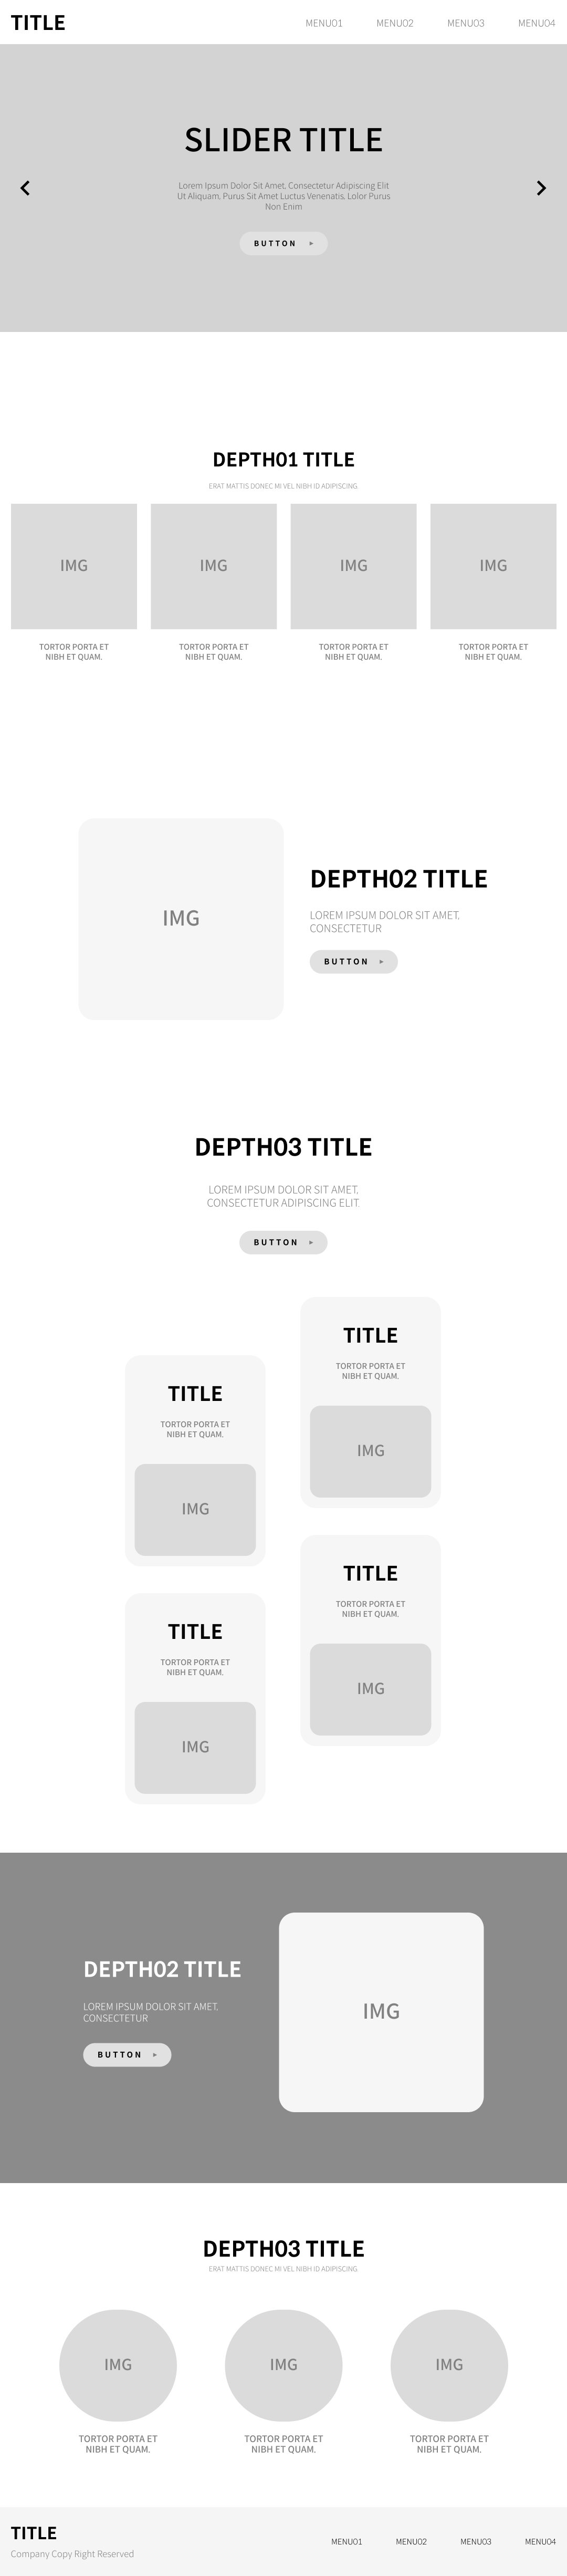 TITLE
MENU01
MENU02
MENU03
MENU04
SLIDER TITLE
Lorem Ipsum Dolor Sit Amet, Consectetur Adipiscing Elit
Ut Aliquam, Purus Sit Amet Luctus Venenatis, Lolor Purus
Non Enim
BUTTON
DEPTH01 TITLE
ERAT MATTIS DONEC MI VEL NIBH ID ADIPISCING.
IMG
IMG
IMG
IMG
TORTOR PORTA ET
NIBH ET QUAM.
TORTOR PORTA ET
NIBH ET QUAM.
TORTOR PORTA ET
NIBH ET QUAM.
TORTOR PORTA ET
NIBH ET QUAM.
IMG
DEPTH02 TITLE
LOREM IPSUM DOLOR SIT AMET,
CONSECTETUR
BUTTON
DEPTH03 TITLE
LOREM IPSUM DOLOR SIT AMET,
CONSECTETUR ADIPISCING ELIT.
BUTTON
TITLE
TORTOR PORTA ET
NIBH ET QUAM.
IMG
TITLE
TORTOR PORTA ET
NIBH ET QUAM.
IMG
TITLE
TORTOR PORTA ET
NIBH ET QUAM.
IMG
TITLE
TORTOR PORTA ET
NIBH ET QUAM.
IMG
DEPTH02 TITLE
LOREM IPSUM DOLOR SIT AMET,
CONSECTETUR
BUTTON
IMG
DEPTH03 TITLE
ERAT MATTIS DONEC MI VEL NIBH ID ADIPISCING.
IMG
IMG
IMG
TORTOR PORTA ET
NIBH ET QUAM.
TORTOR PORTA ET
NIBH ET QUAM.
TORTOR PORTA ET
NIBH ET QUAM.
TITLE
Company Copy Right Reserved
MENU01
MENU02
MENU03
MENU04